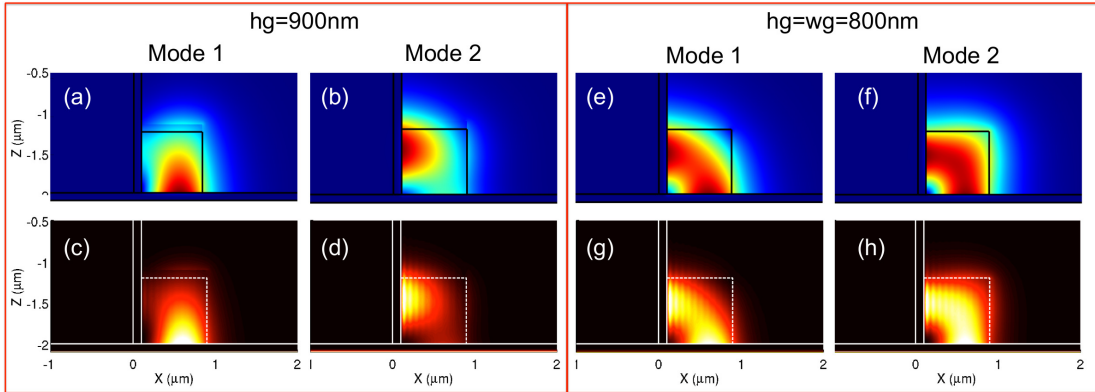 hg=900nm
hg=wg=800nm
Mode 1
Mode 2
Mode 1
Mode 2
-0.5
-1
-1.5
Z (μm)
(a)
(b)
(e)
(f)
-0.5
-1
-1.5
-2
Z (μm)
(c)
(d)
(g)
(h)
-1 0 1 2
0 1 2
1 0 1 2
0 1 2
X (μm)
X (μm)
X (μm)
X (μm)